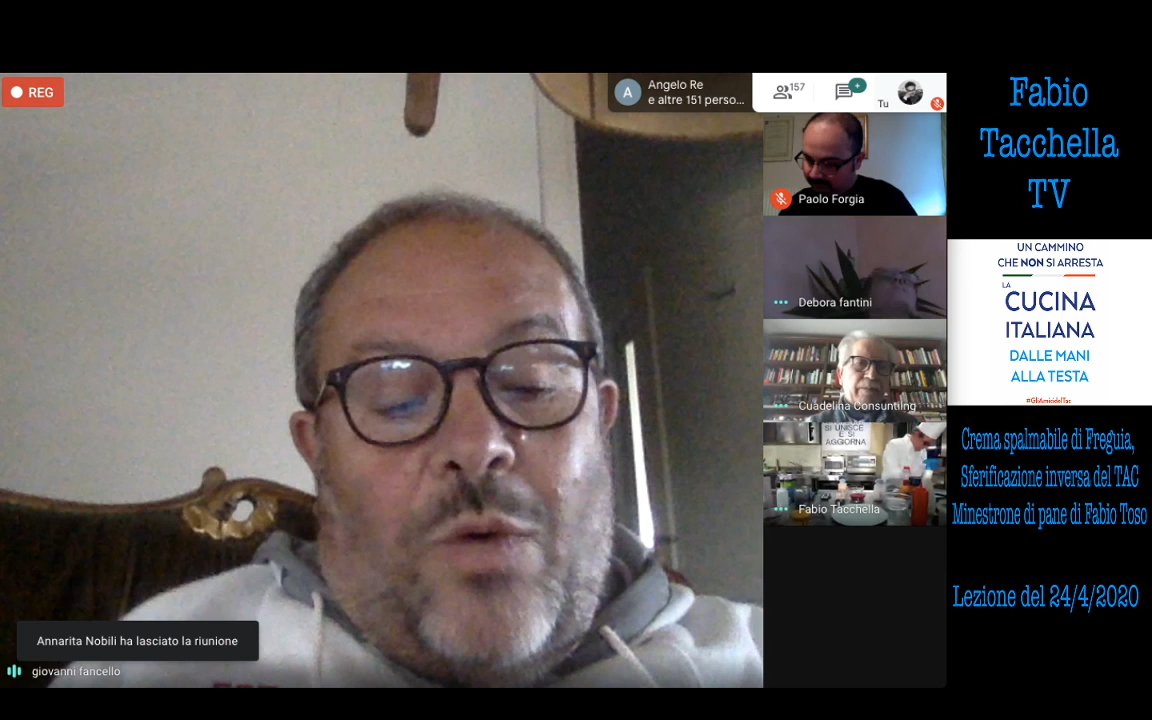 REG
A
Angelo Re
e altre 151 perso...
157
Tu
Paolo Forgia
Debora fantini
Cuadelina Consuntilng
SI UNISCE
E SI
AGGIORNA
Fabio Tacchella
Annarita Nobili ha lasciato la riunione
giovanni fancello
Fabio
Tacchella
TV
UN CAMMINO
CHE NON SI ARRESTA
LA
CUCINA
ITALIANA
DALLE MANI
ALLA TESTA
#GliAmicidelTac
Crema spalmabile di Freguia,
Sferificazione inversa del TAC
Minestrone di pane di Fabio Toso
Lezione del 24/4/2020